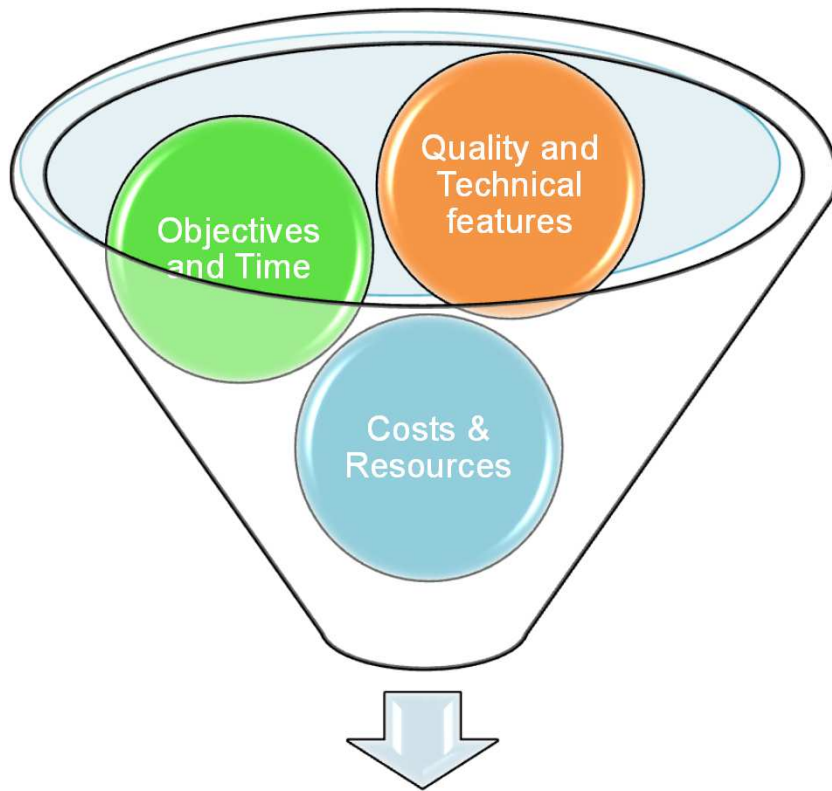 Quality and
Technical
features
Objectives
and Time
Costs &
Resources